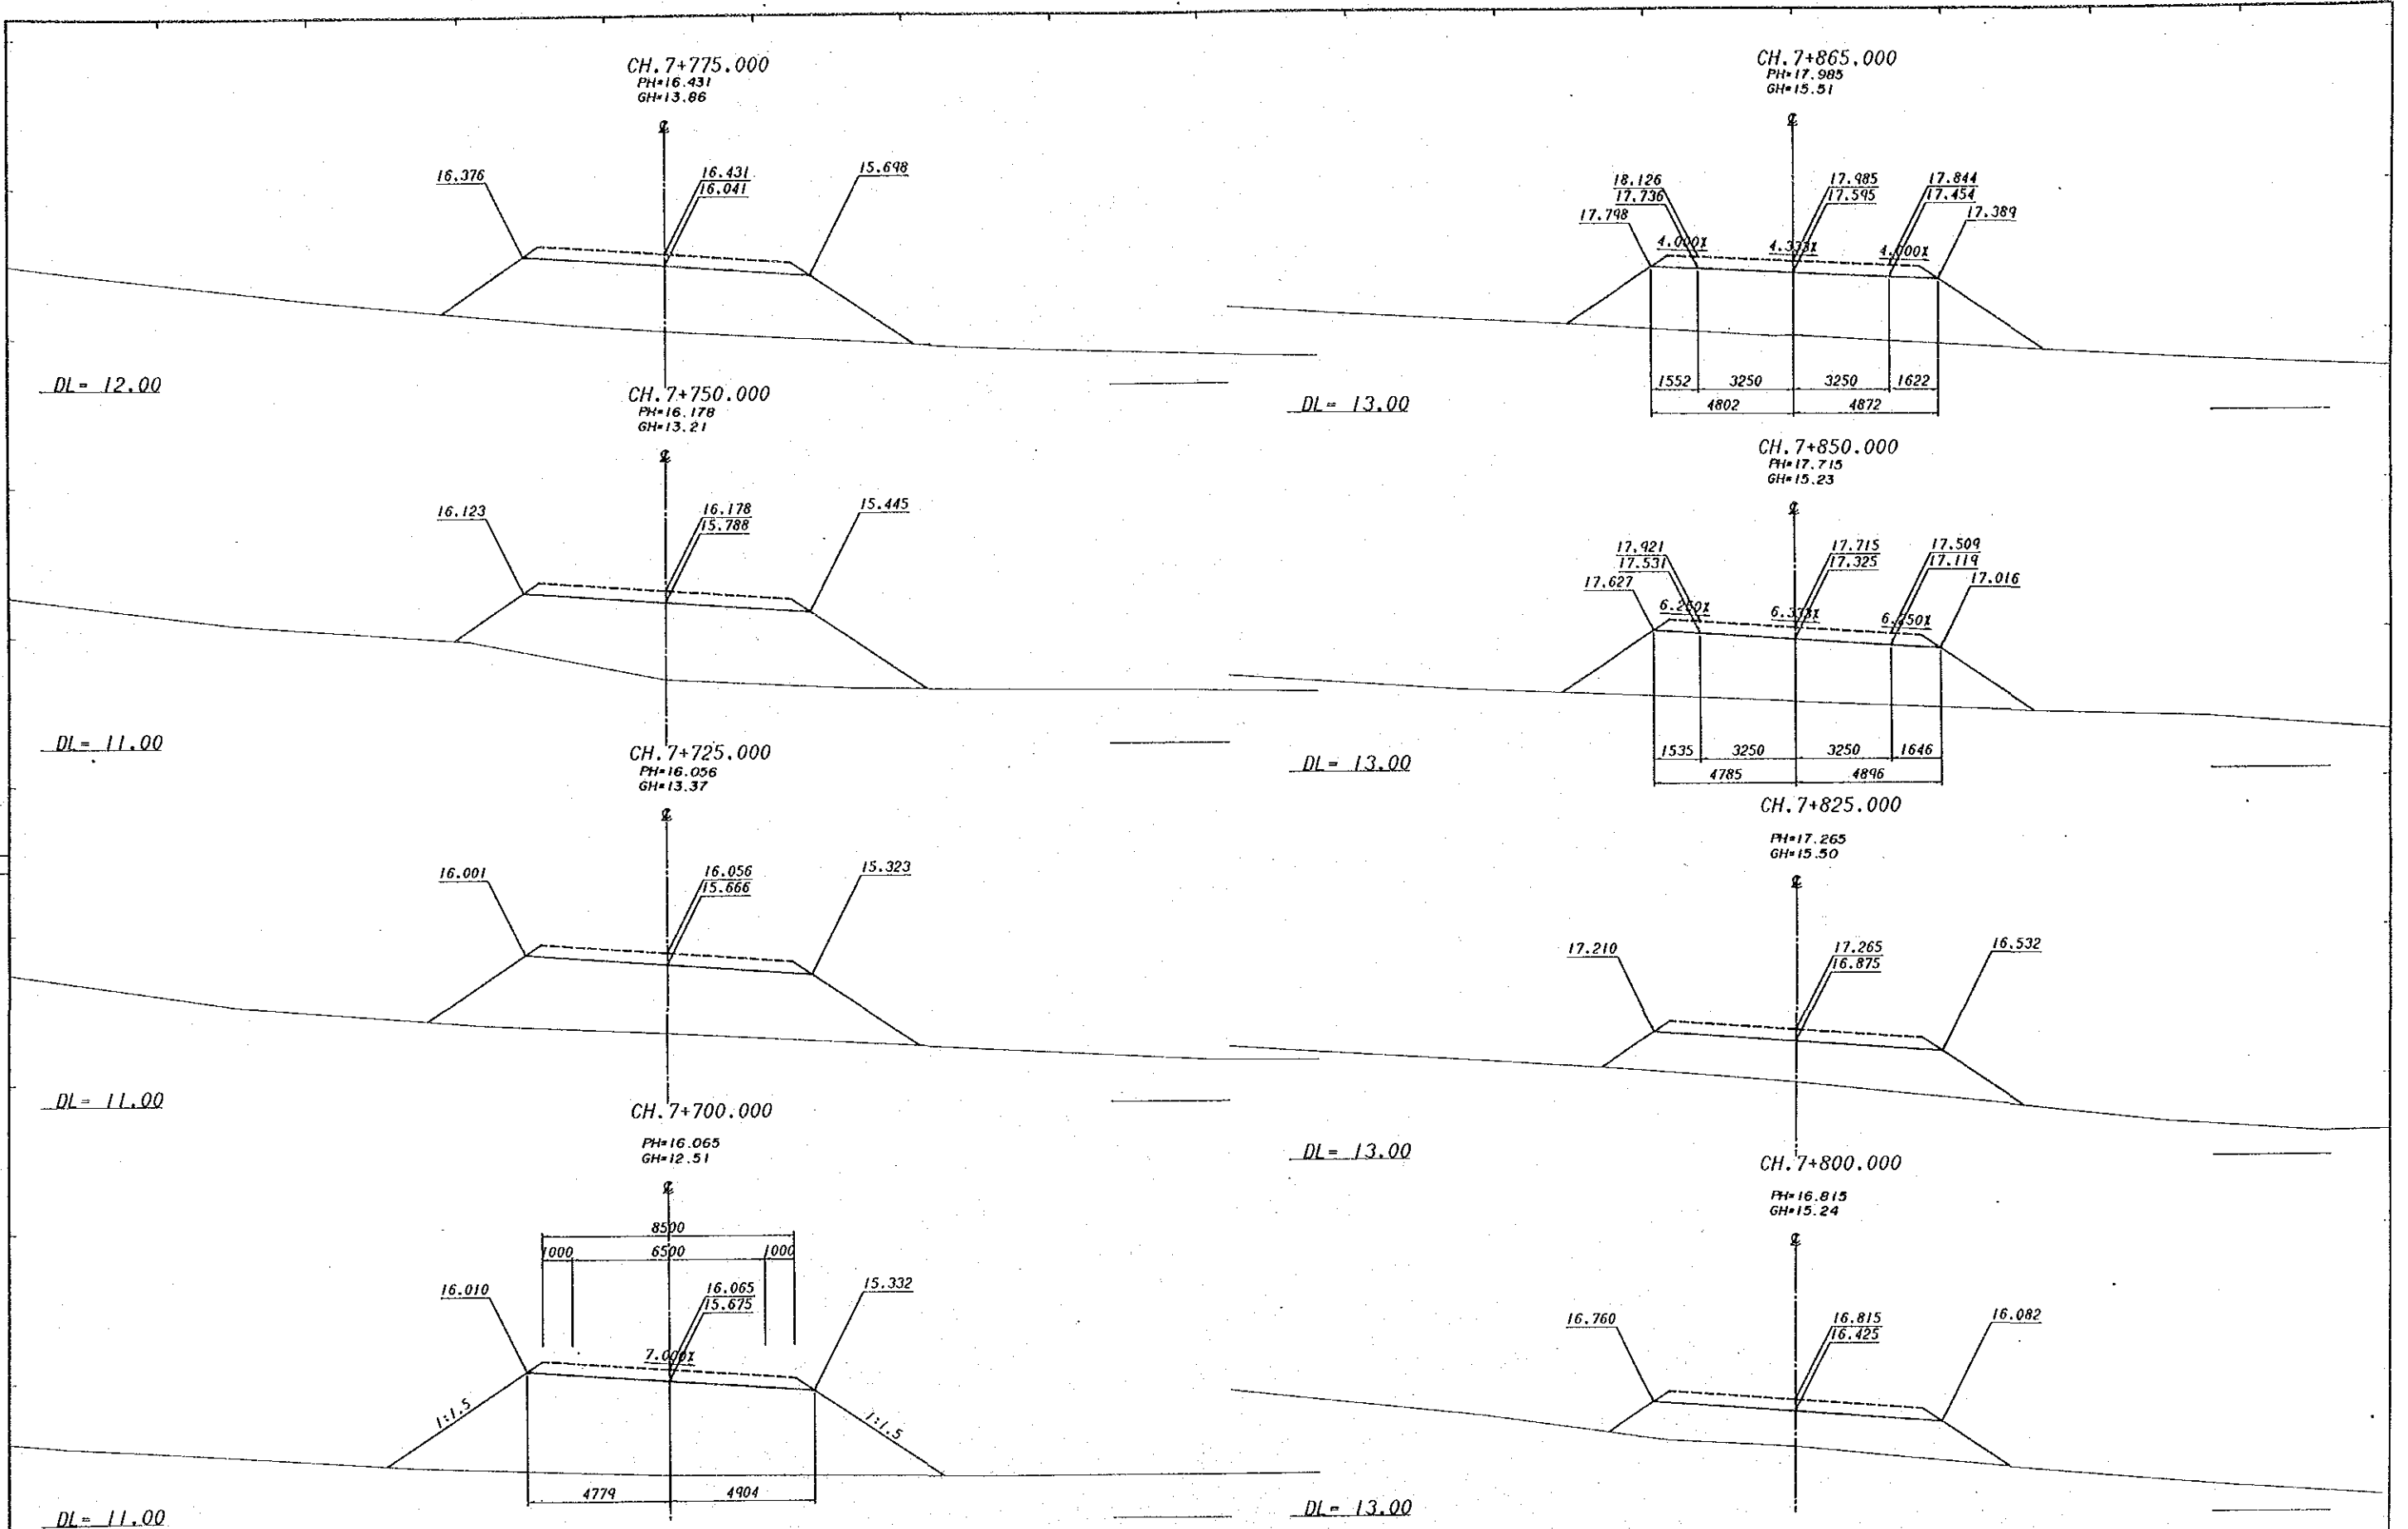 CH.7+775.000
PH=16.431
GH=13.86
16.376
16.431
16.041
15.698
DL= 12.00
CH.7+750.000
PH=16.178
GH=13.21
16.123
16.178
15.788
15.445
DL= 11.00
CH.7+725.000
PH=16.056
GH=13.37
16.001
16.056
15.666
15.323
DL= 11.00
CH.7+700.000
PH=16.065
GH=12.51
8500
1000 6500 1000
16.010
16.065
15.675
15.332
7.000%
1:1.5
1:1.5
4779 4904
DL= 11.00
CH.7+865.000
PH=17.985
GH=15.51
18.126
17.736
17.798
17.985
17.595
17.844
17.454
17.389
4.000% 4.333% 4.000%
1552 3250 3250 1622
4802 4872
DL= 13.00
CH.7+850.000
PH=17.715
GH=15.23
17.921
17.531
17.627
17.715
17.325
17.509
17.119
17.016
6.250% 6.250%
1535 3250 3250 1646
4785 4896
DL= 13.00
CH.7+825.000
PH=17.265
GH=15.50
17.210
17.265
16.875
16.532
DL= 13.00
CH.7+800.000
PH=16.815
GH=15.24
16.760
16.815
16.425
16.082
DL= 13.00